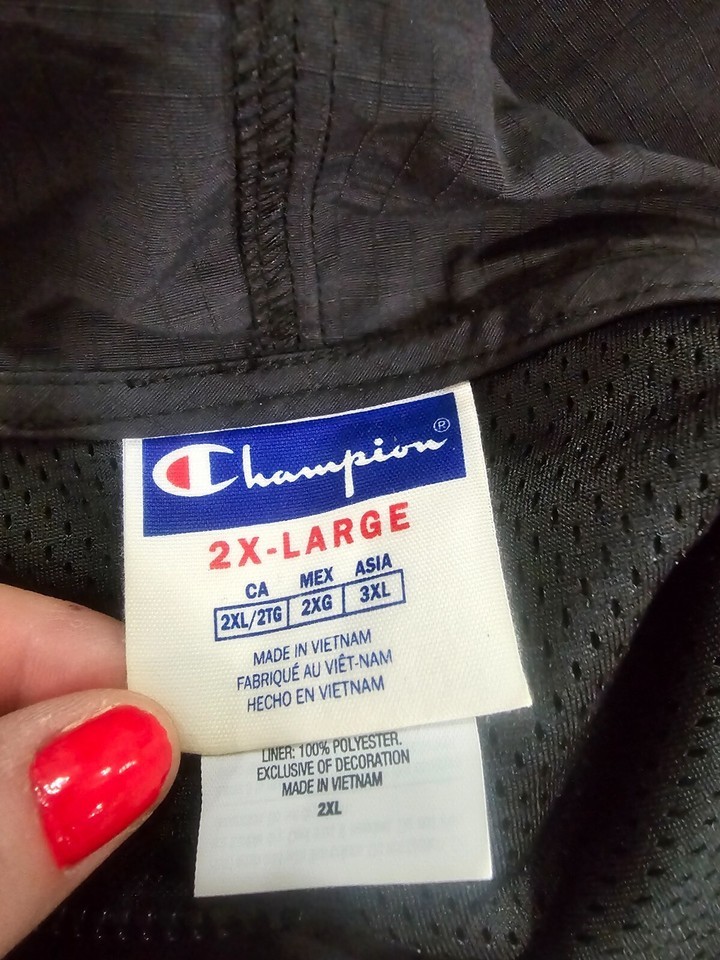 Champion®
2X-LARGE
CA MEX ASIA
2XL/2TG 2XG 3XL
MADE IN VIETNAM
FABRIQUÉ AU VIÊT-NAM
HECHO EN VIETNAM
LINER: 100% POLYESTER.
EXCLUSIVE OF DECORATION
MADE IN VIETNAM
2XL